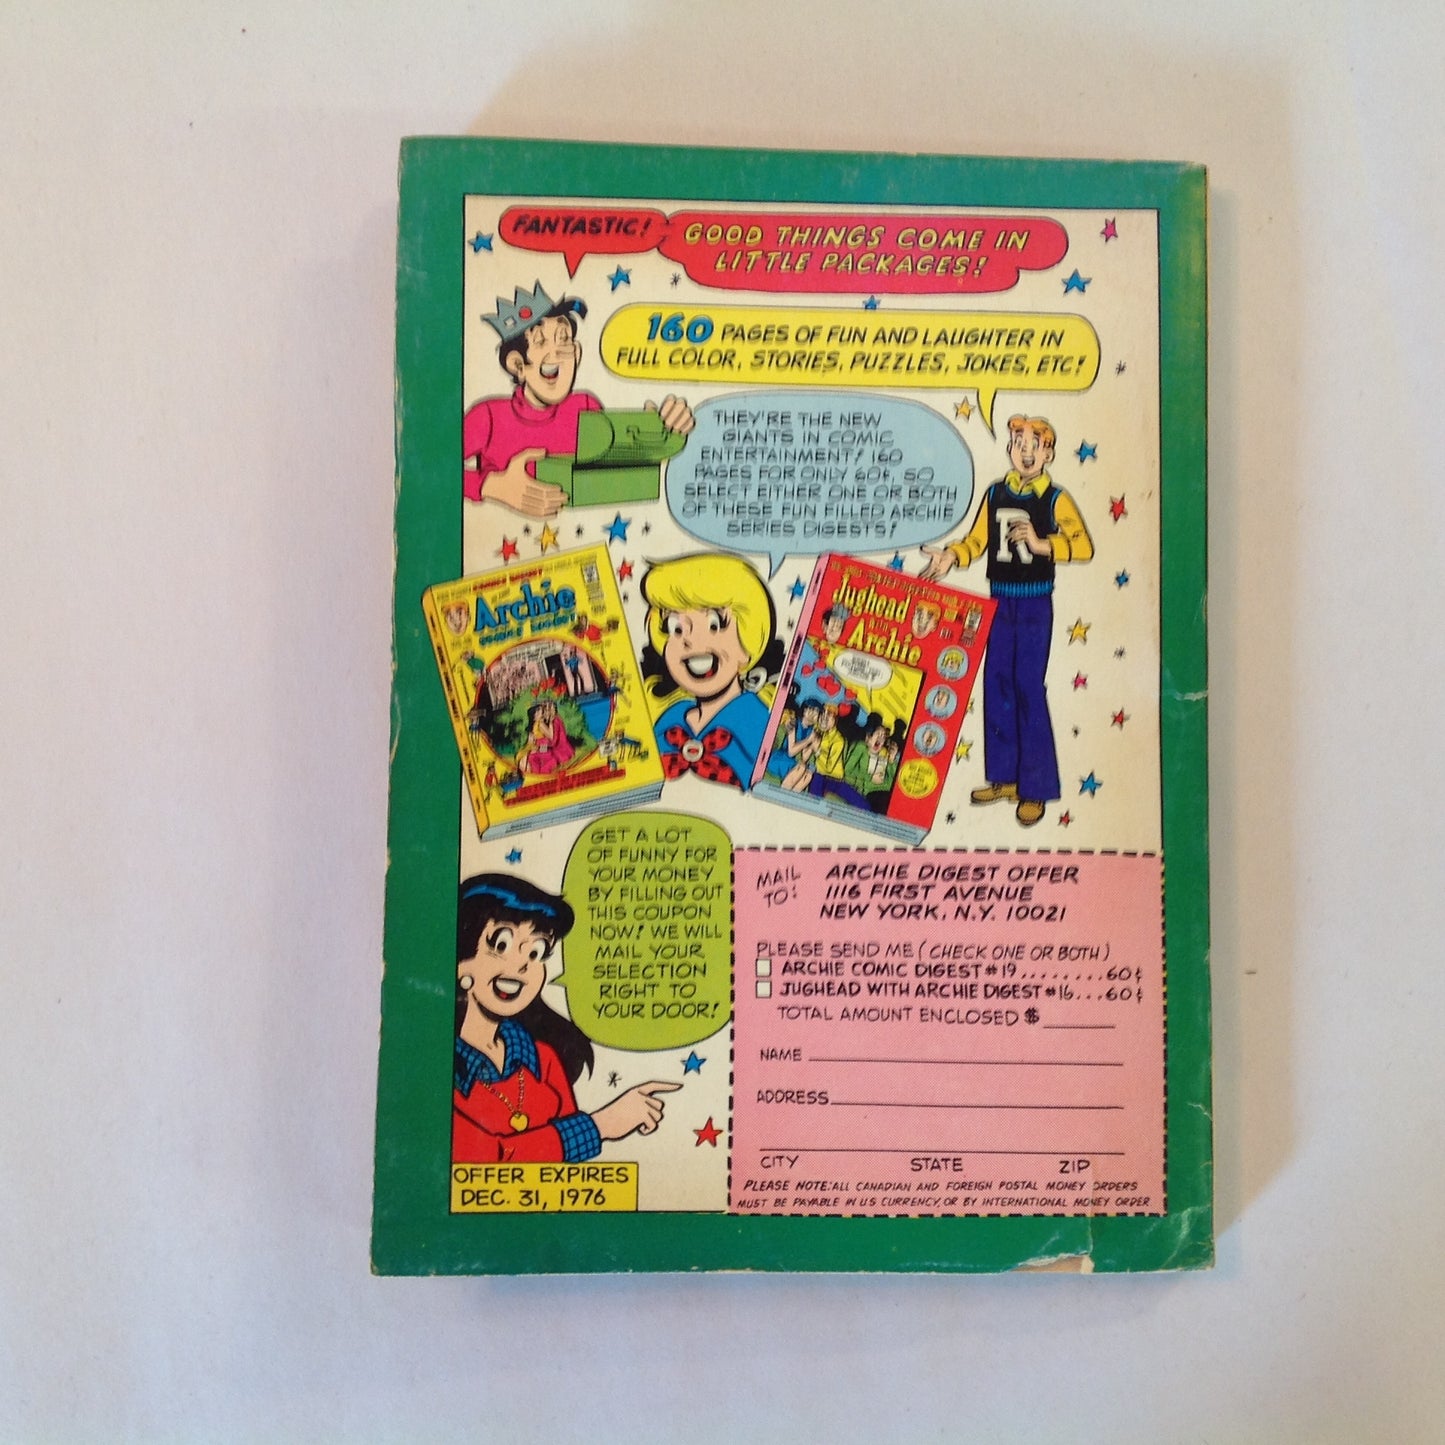 FANTASTIC!
GOOD THINGS COME IN
LITTLE PACKAGES!
160 PAGES OF FUN AND LAUGHTER IN
FULL COLOR, STORIES, PUZZLES, JOKES, ETC!
THEY'RE THE NEW
GIANTS IN COMIC
ENTERTAINMENT! 160
PAGES FOR ONLY 60¢, SO
SELECT EITHER ONE OR BOTH
OF THESE FUN FILLED ARCHIE
SERIES DIGESTS!
R
Archie
COMICS DIGEST
Jughead
WITH
Archie
GET A LOT
OF FUNNY FOR
YOUR MONEY
BY FILLING OUT
THIS COUPON
NOW! WE WILL
MAIL YOUR
SELECTION
RIGHT TO
YOUR DOOR!
OFFER EXPIRES
DEC. 31, 1976
MAIL TO:
ARCHIE DIGEST OFFER
1116 FIRST AVENUE
NEW YORK, N.Y. 10021
PLEASE SEND ME (CHECK ONE OR BOTH)
ARCHIE COMIC DIGEST #19........60¢
JUGHEAD WITH ARCHIE DIGEST #16...60¢
TOTAL AMOUNT ENCLOSED $
NAME
ADDRESS
CITY STATE ZIP
PLEASE NOTE: ALL CANADIAN AND FOREIGN POSTAL MONEY ORDERS
MUST BE PAYABLE IN U.S CURRENCY, OR BY INTERNATIONAL MONEY ORDER